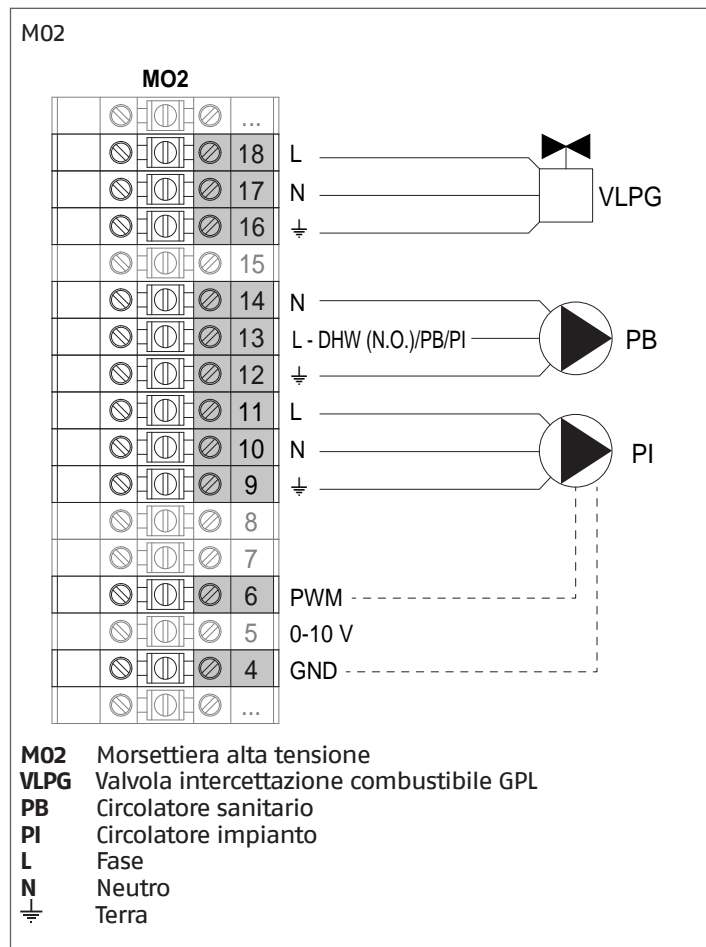 M02
MO2
...
18 L
17 N VLPG
16 ⏚
15
14 N
13 L - DHW (N.O.)/PB/PI PB
12 ⏚
11 L
10 N PI
9 ⏚
8
7
6 PWM
5 0-10 V
4 GND
...
M02 Morsettiera alta tensione
VLPG Valvola intercettazione combustibile GPL
PB Circolatore sanitario
PI Circolatore impianto
L Fase
N Neutro
⏚ Terra